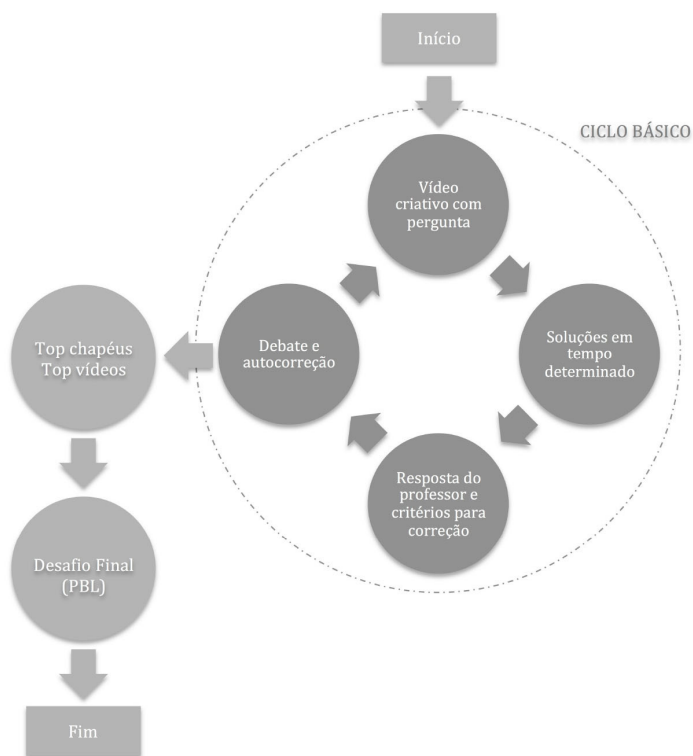 Início
CICLO BÁSICO
Vídeo
criativo com
pergunta
Soluções em
tempo
determinado
Resposta do
professor e
critérios para
correção
Debate e
autocorreção
Top chapéus
Top vídeos
Desafio Final
(PBL)
Fim